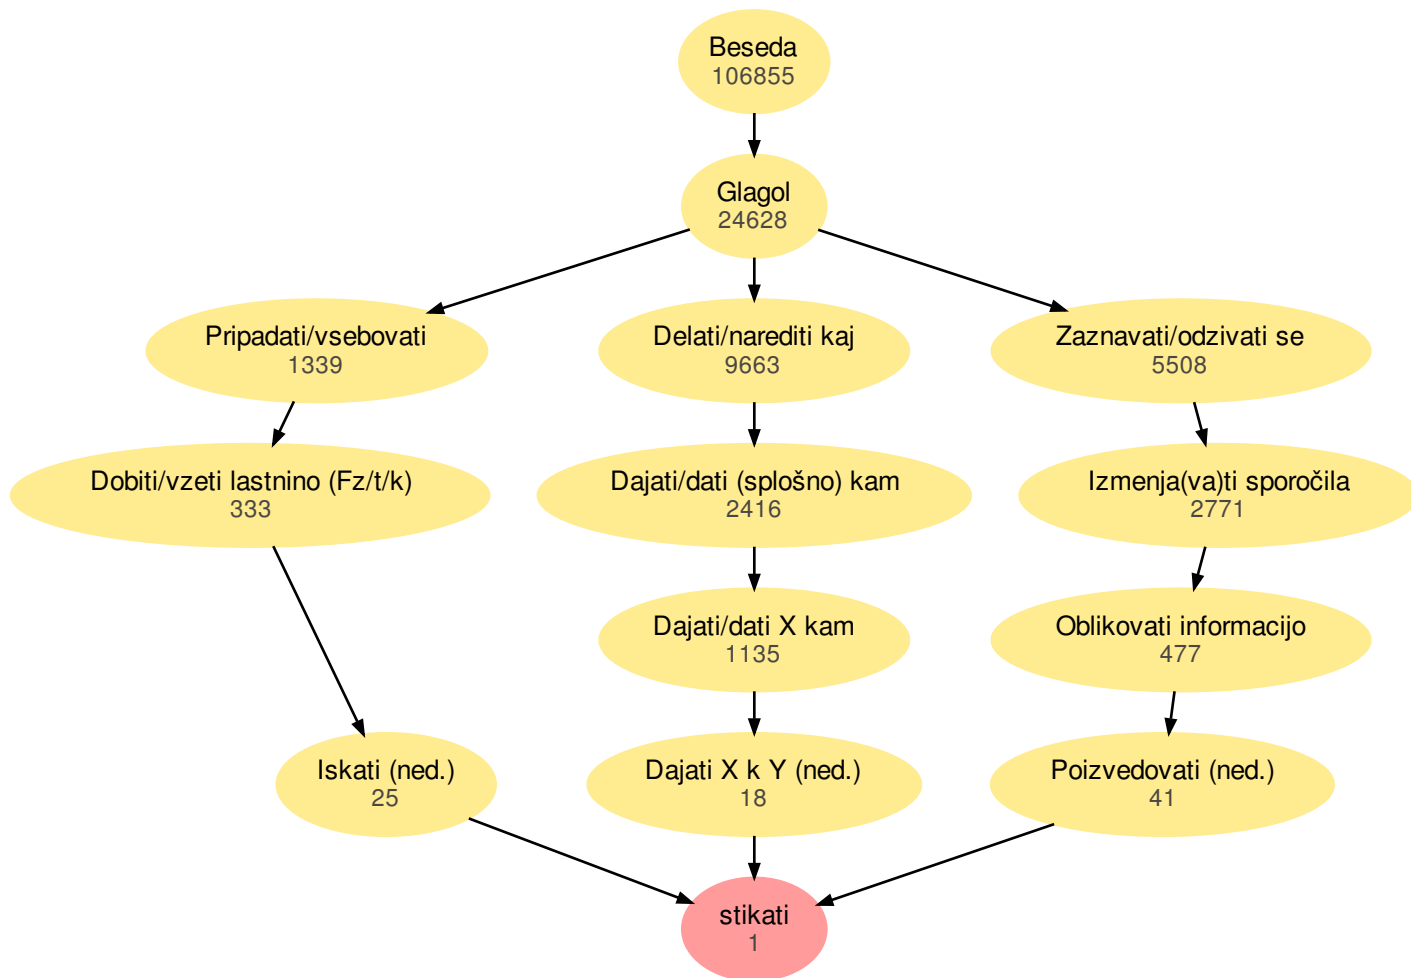 Beseda
106855
Glagol
24628
Pripadati/vsebovati
1339
Delati/narediti kaj
9663
Zaznavati/odzivati se
5508
Dobiti/vzeti lastnino (Fz/t/k)
333
Dajati/dati (splošno) kam
2416
Izmenja(va)ti sporočila
2771
Dajati/dati X kam
1135
Oblikovati informacijo
477
Iskati (ned.)
25
Dajati X k Y (ned.)
18
Poizvedovati (ned.)
41
stikati
1